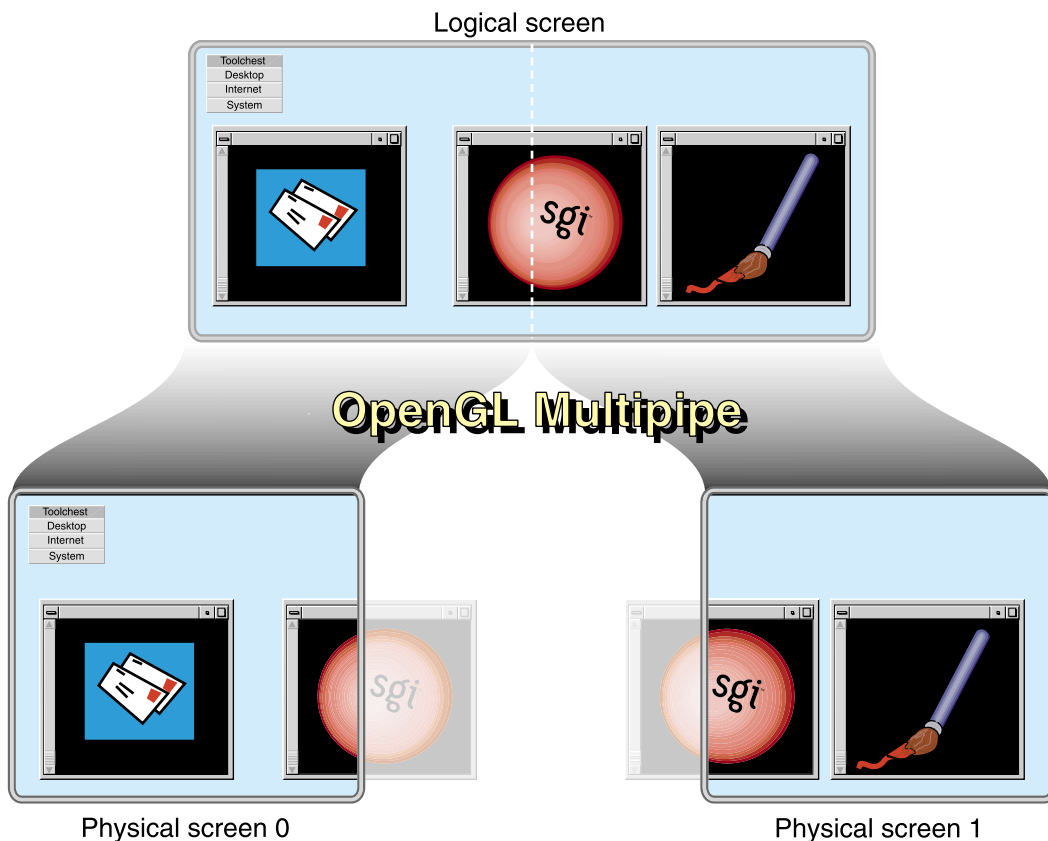 Logical screen
Toolchest
Desktop
Internet
System
sgi
OpenGL Multipipe
Toolchest
Desktop
Internet
System
sgi
sgi
Physical screen 0
Physical screen 1